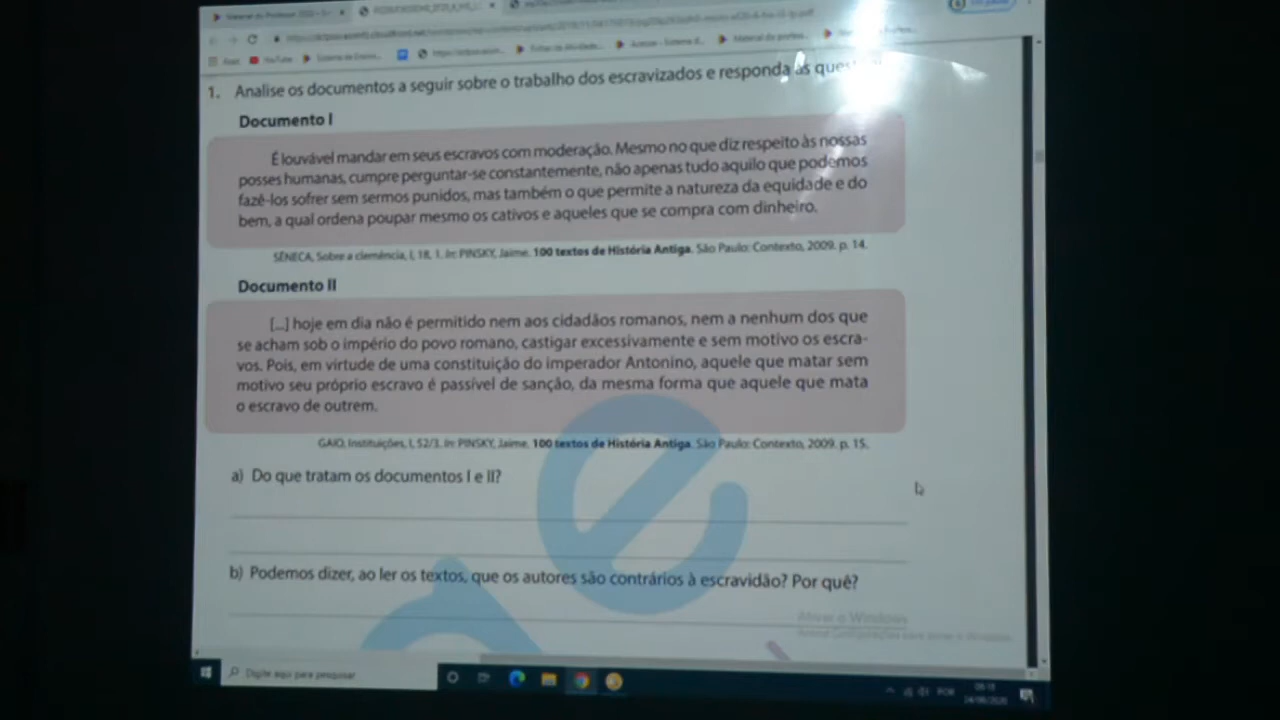 YouTube
1. Analise os documentos a seguir sobre o trabalho dos escravizados e responda às
Documento I
É louvável mandar em seus escravos com moderação. Mesmo no que diz respeito às nossas
posses humanas, cumpre perguntar-se constantemente, não apenas tudo aquilo que podemos
fazê-los sofrer sem sermos punidos, mas também o que permite a natureza da equidade e do
bem, a qual ordena poupar mesmo os cativos e aqueles que se compra com dinheiro.
SÊNECA, Sobre a clemência, I, 18, 1. In: PINSKY, Jaime. 100 textos de História Antiga. São Paulo: Contexto, 2009. p. 14.
Documento II
[...] hoje em dia não é permitido nem aos cidadãos romanos, nem a nenhum dos que
se acham sob o império do povo romano, castigar excessivamente e sem motivo os escra-
vos. Pois, em virtude de uma constituição do imperador Antonino, aquele que matar sem
motivo seu próprio escravo é passível de sanção, da mesma forma que aquele que mata
o escravo de outrem.
GAIO, Instituições, I, 52/3. In: PINSKY, Jaime. 100 textos de História Antiga. São Paulo: Contexto, 2009. p. 15.
a) Do que tratam os documentos I e II?
b) Podemos dizer, ao ler os textos, que os autores são contrários à escravidão? Por quê?
Ativar o Windows
Digite aqui para pesquisar
POR